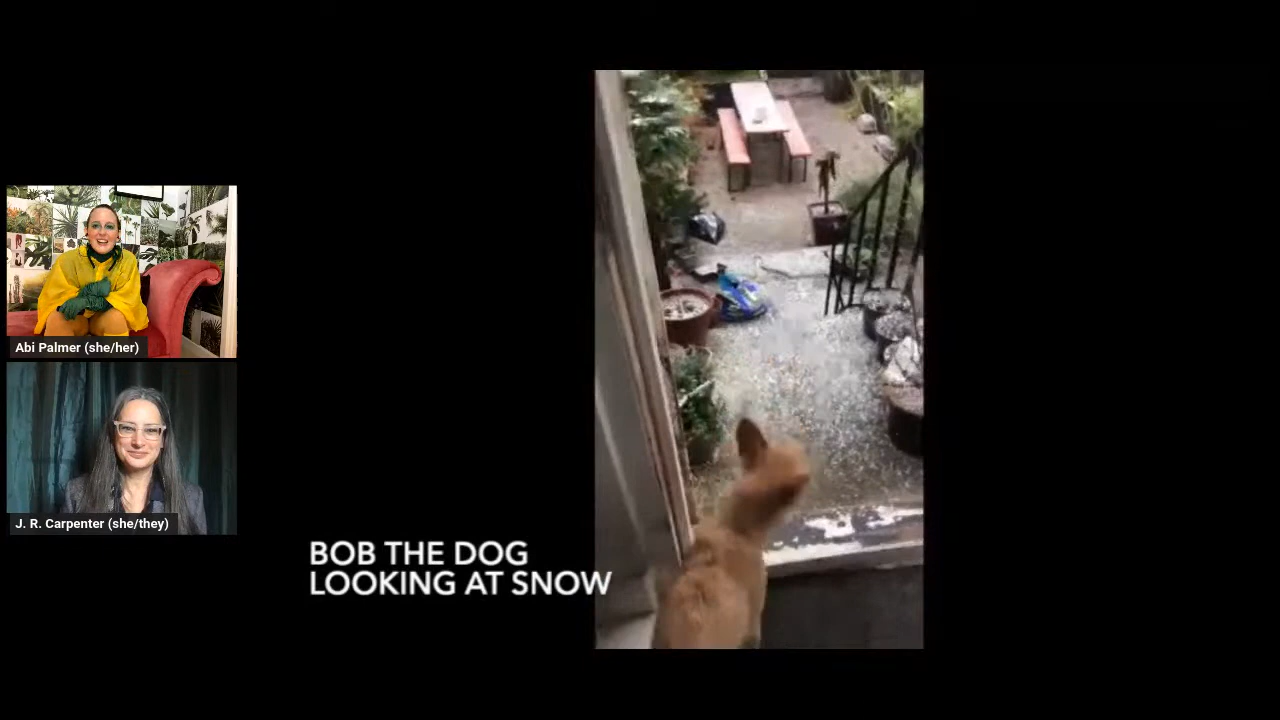 Abi Palmer (she/her)
J. R. Carpenter (she/they)
BOB THE DOG
LOOKING AT SNOW